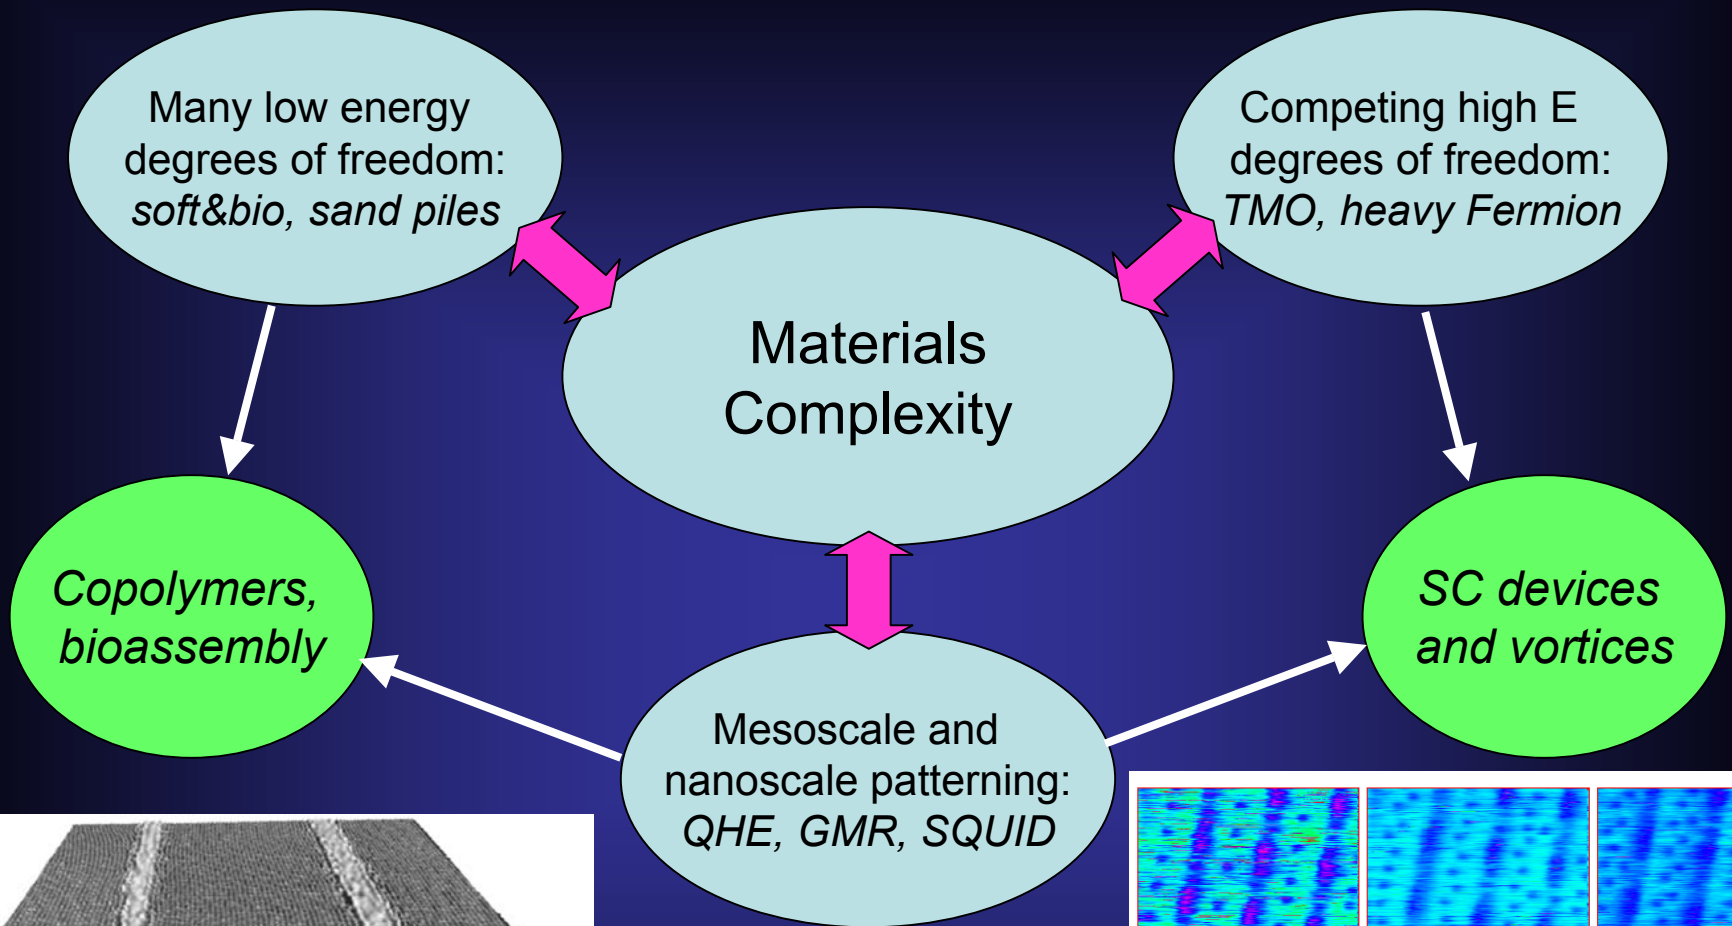 Many low energy
degrees of freedom:
soft&bio, sand piles
Competing high E
degrees of freedom:
TMO, heavy Fermion
Materials
Complexity
Copolymers,
bioassembly
SC devices
and vortices
Mesoscale and
nanoscale patterning:
QHE, GMR, SQUID